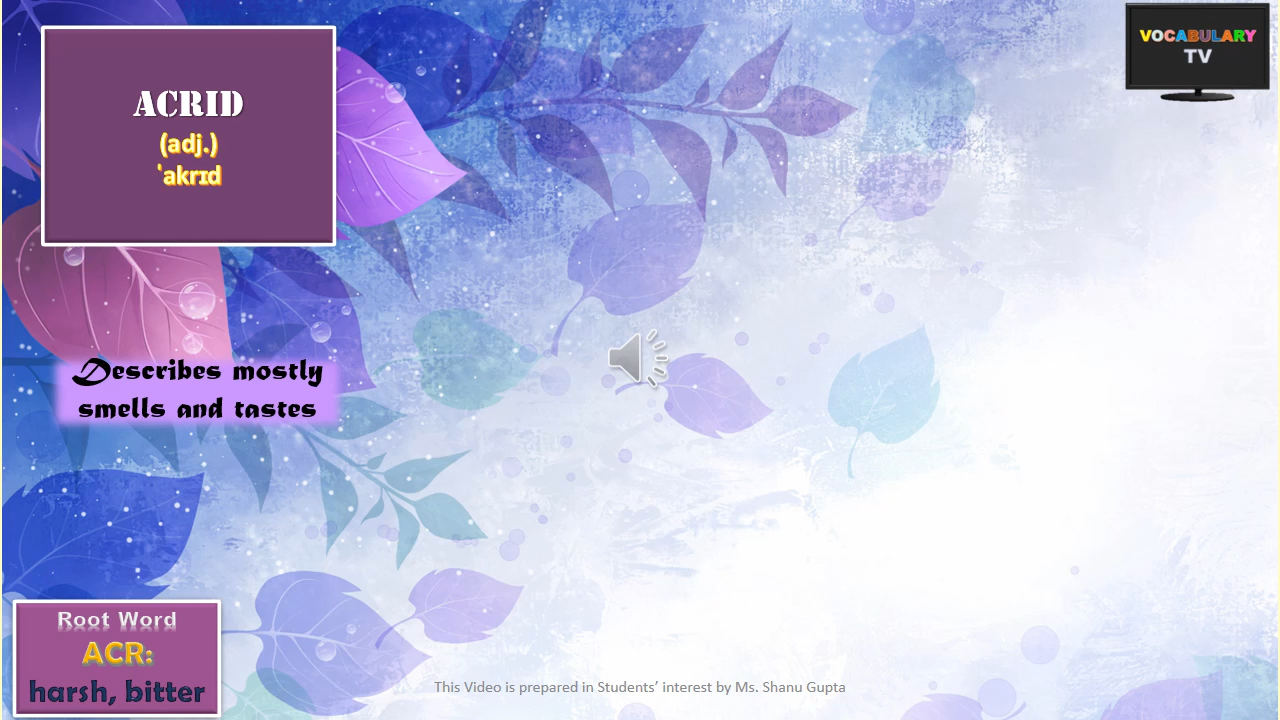 ACRID
(adj.)
ˈakrɪd
VOCABULARY
TV
Describes mostly
smells and tastes
Root Word
ACR:
harsh, bitter
This Video is prepared in Students’ interest by Ms. Shanu Gupta